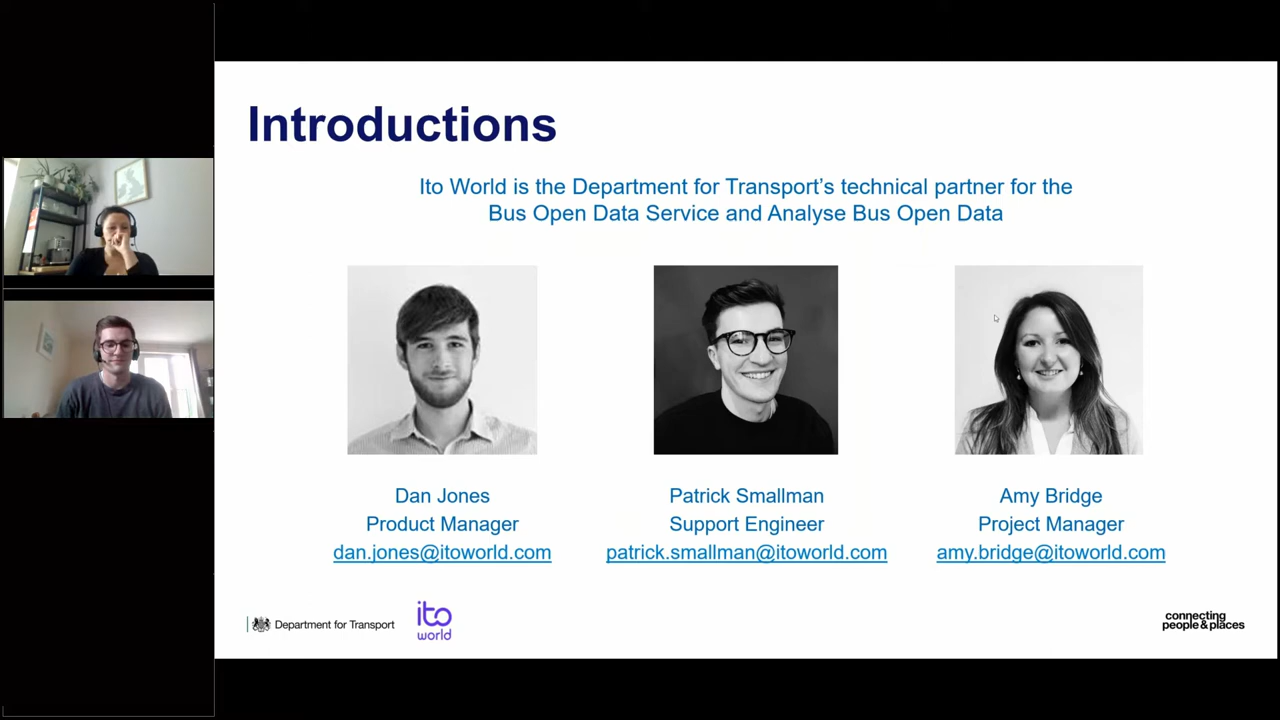 Introductions
Ito World is the Department for Transport’s technical partner for the
Bus Open Data Service and Analyse Bus Open Data
Dan Jones
Product Manager
dan.jones@itoworld.com
Patrick Smallman
Support Engineer
patrick.smallman@itoworld.com
Amy Bridge
Project Manager
amy.bridge@itoworld.com
Department for Transport
ito
world
connecting
people&places